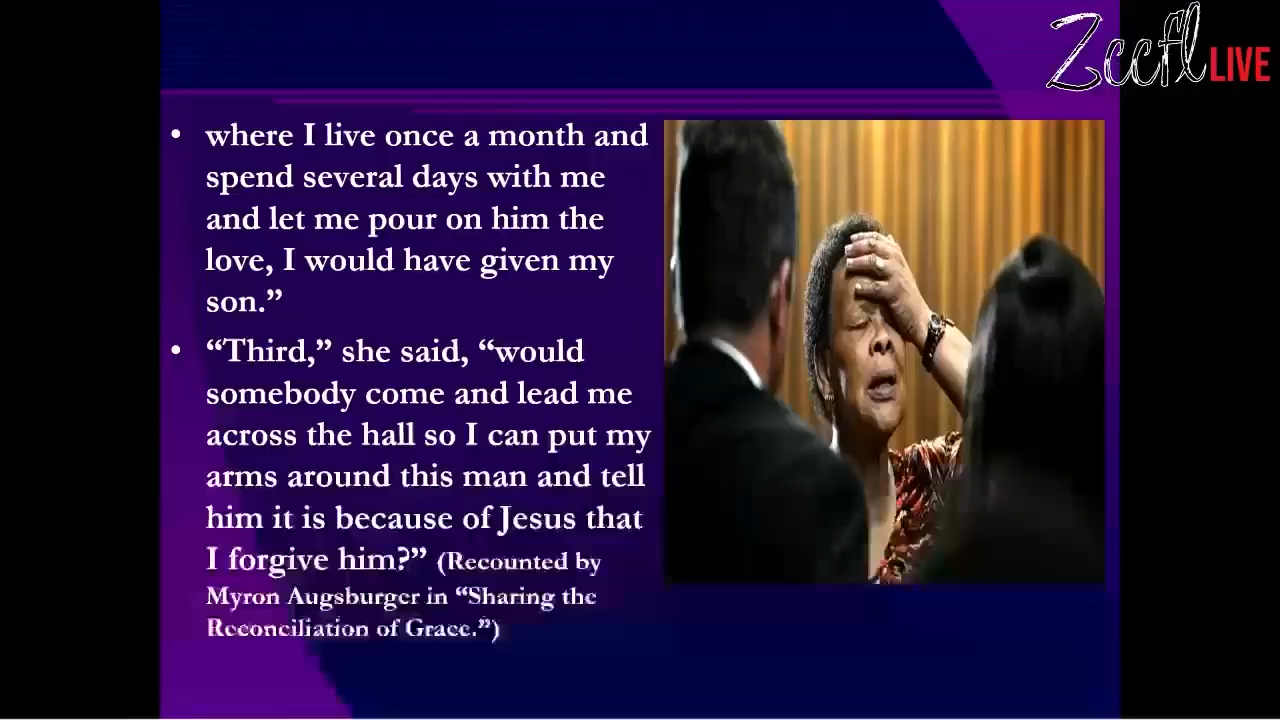 Zccfl LIVE
• where I live once a month and
spend several days with me
and let me pour on him the
love, I would have given my
son.”
• “Third,” she said, “would
somebody come and lead me
across the hall so I can put my
arms around this man and tell
him it is because of Jesus that
I forgive him?” (Recounted by
Myron Augsburger in “Sharing the
Reconciliation of Grace.”)